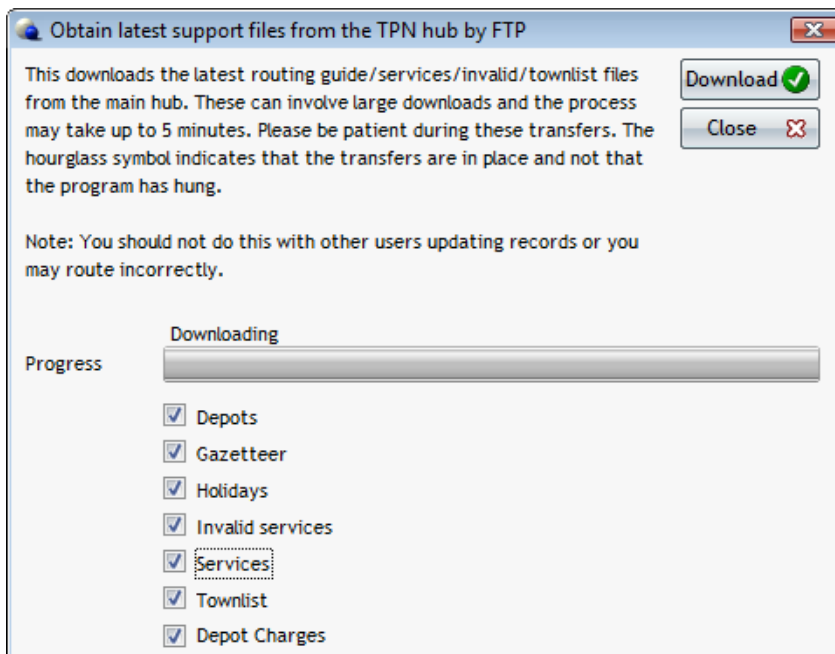 Obtain latest support files from the TPN hub by FTP
This downloads the latest routing guide/services/invalid/townlist files
from the main hub. These can involve large downloads and the process
may take up to 5 minutes. Please be patient during these transfers. The
hourglass symbol indicates that the transfers are in place and not that
the program has hung.
Download
Close
Note: You should not do this with other users updating records or you
may route incorrectly.
Downloading
Progress
Depots
Gazetteer
Holidays
Invalid services
Services
Townlist
Depot Charges